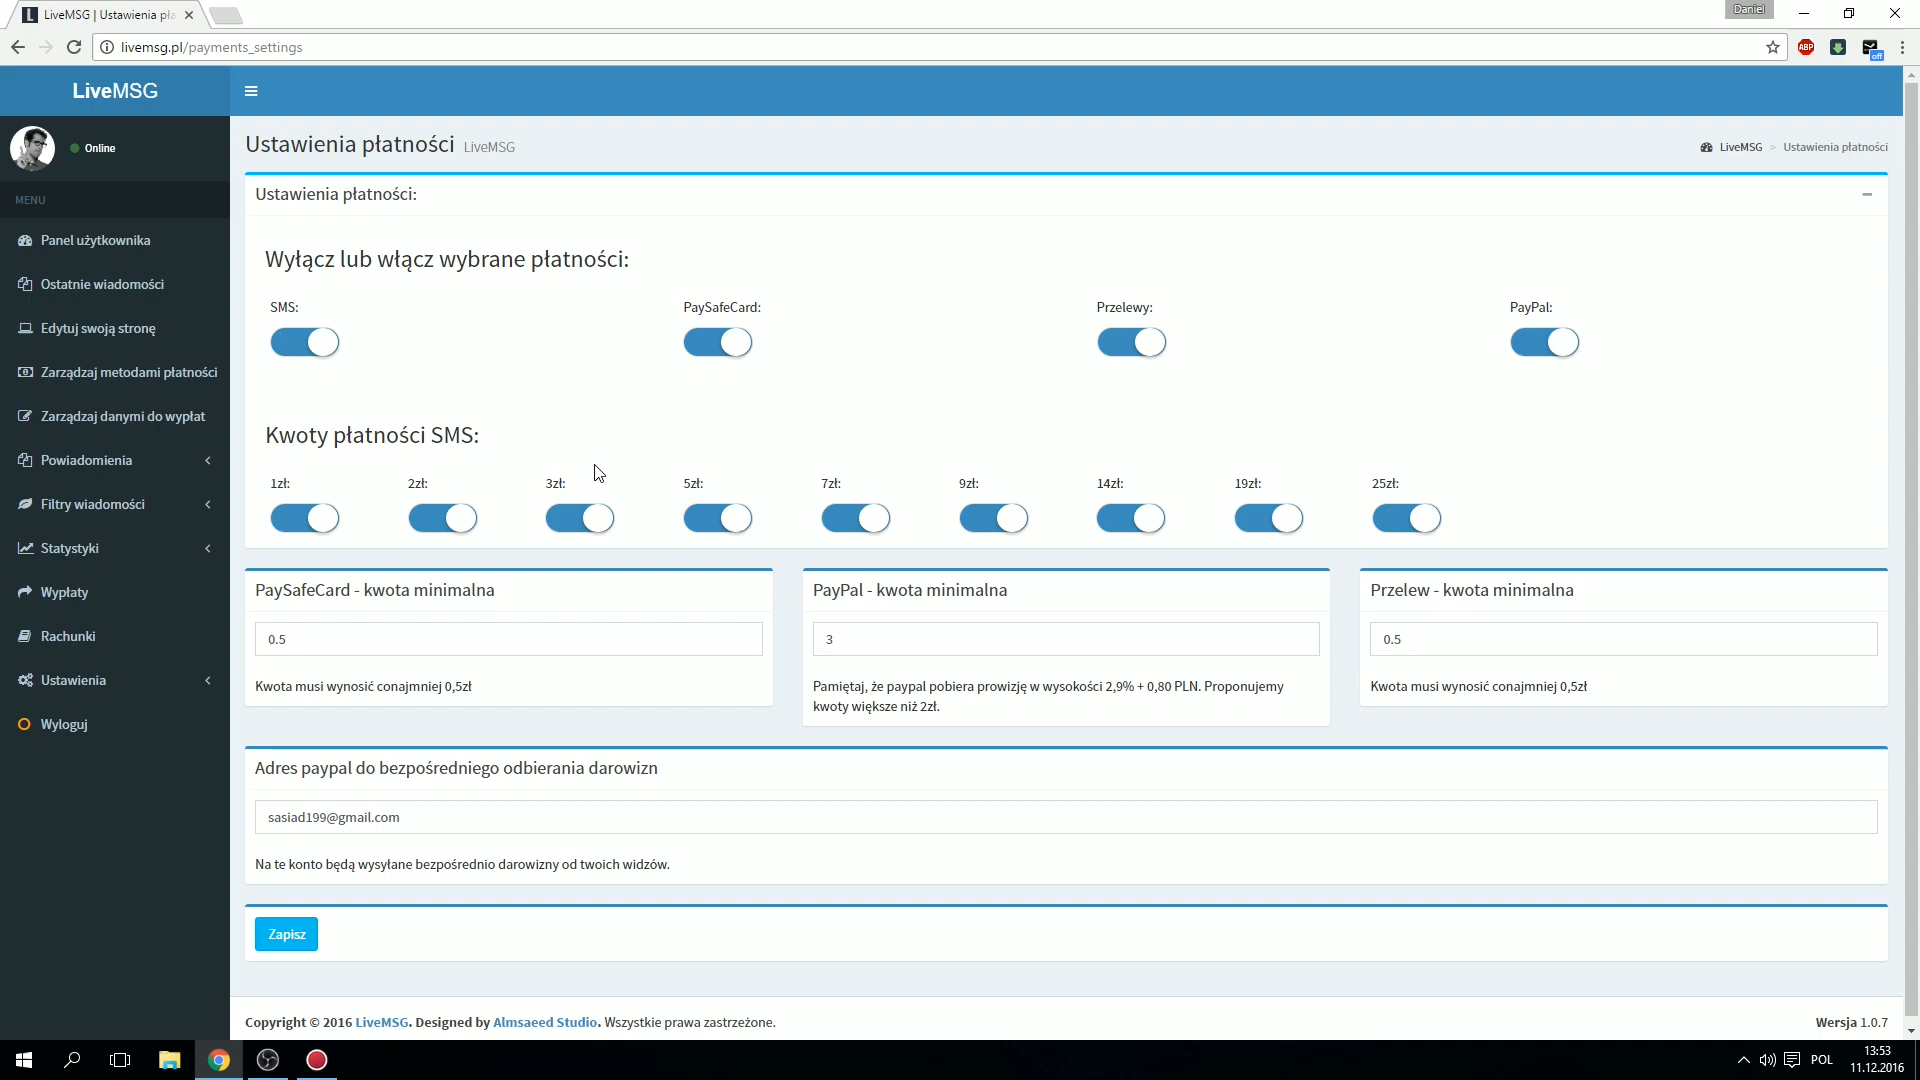 LiveMSG | Ustawienia pła
Daniel
livemsg.pl/payments_settings
ABP
off
LiveMSG
Online
MENU
Panel użytkownika
Ostatnie wiadomości
Edytuj swoją stronę
Zarządzaj metodami płatności
Zarządzaj danymi do wypłat
Powiadomienia
Filtry wiadomości
Statystyki
Wypłaty
Rachunki
Ustawienia
Wyloguj
Ustawienia płatności LiveMSG
LiveMSG > Ustawienia płatności
Ustawienia płatności:
Wyłącz lub włącz wybrane płatności:
SMS: PaySafeCard: Przelewy: PayPal:
Kwoty płatności SMS:
1zł: 2zł: 3zł: 5zł: 7zł: 9zł: 14zł: 19zł: 25zł:
PaySafeCard - kwota minimalna
0.5
Kwota musi wynosić conajmniej 0,5zł
PayPal - kwota minimalna
3
Pamiętaj, że paypal pobiera prowizję w wysokości 2,9% + 0,80 PLN. Proponujemy
kwoty większe niż 2zł.
Przelew - kwota minimalna
0.5
Kwota musi wynosić conajmniej 0,5zł
Adres paypal do bezpośredniego odbierania darowizn
sasiad199@gmail.com
Na te konto będą wysyłane bezpośrednio darowizny od twoich widzów.
Zapisz
Copyright © 2016 LiveMSG. Designed by Almsaeed Studio. Wszystkie prawa zastrzeżone.
Wersja 1.0.7
POL
13:53
11.12.2016